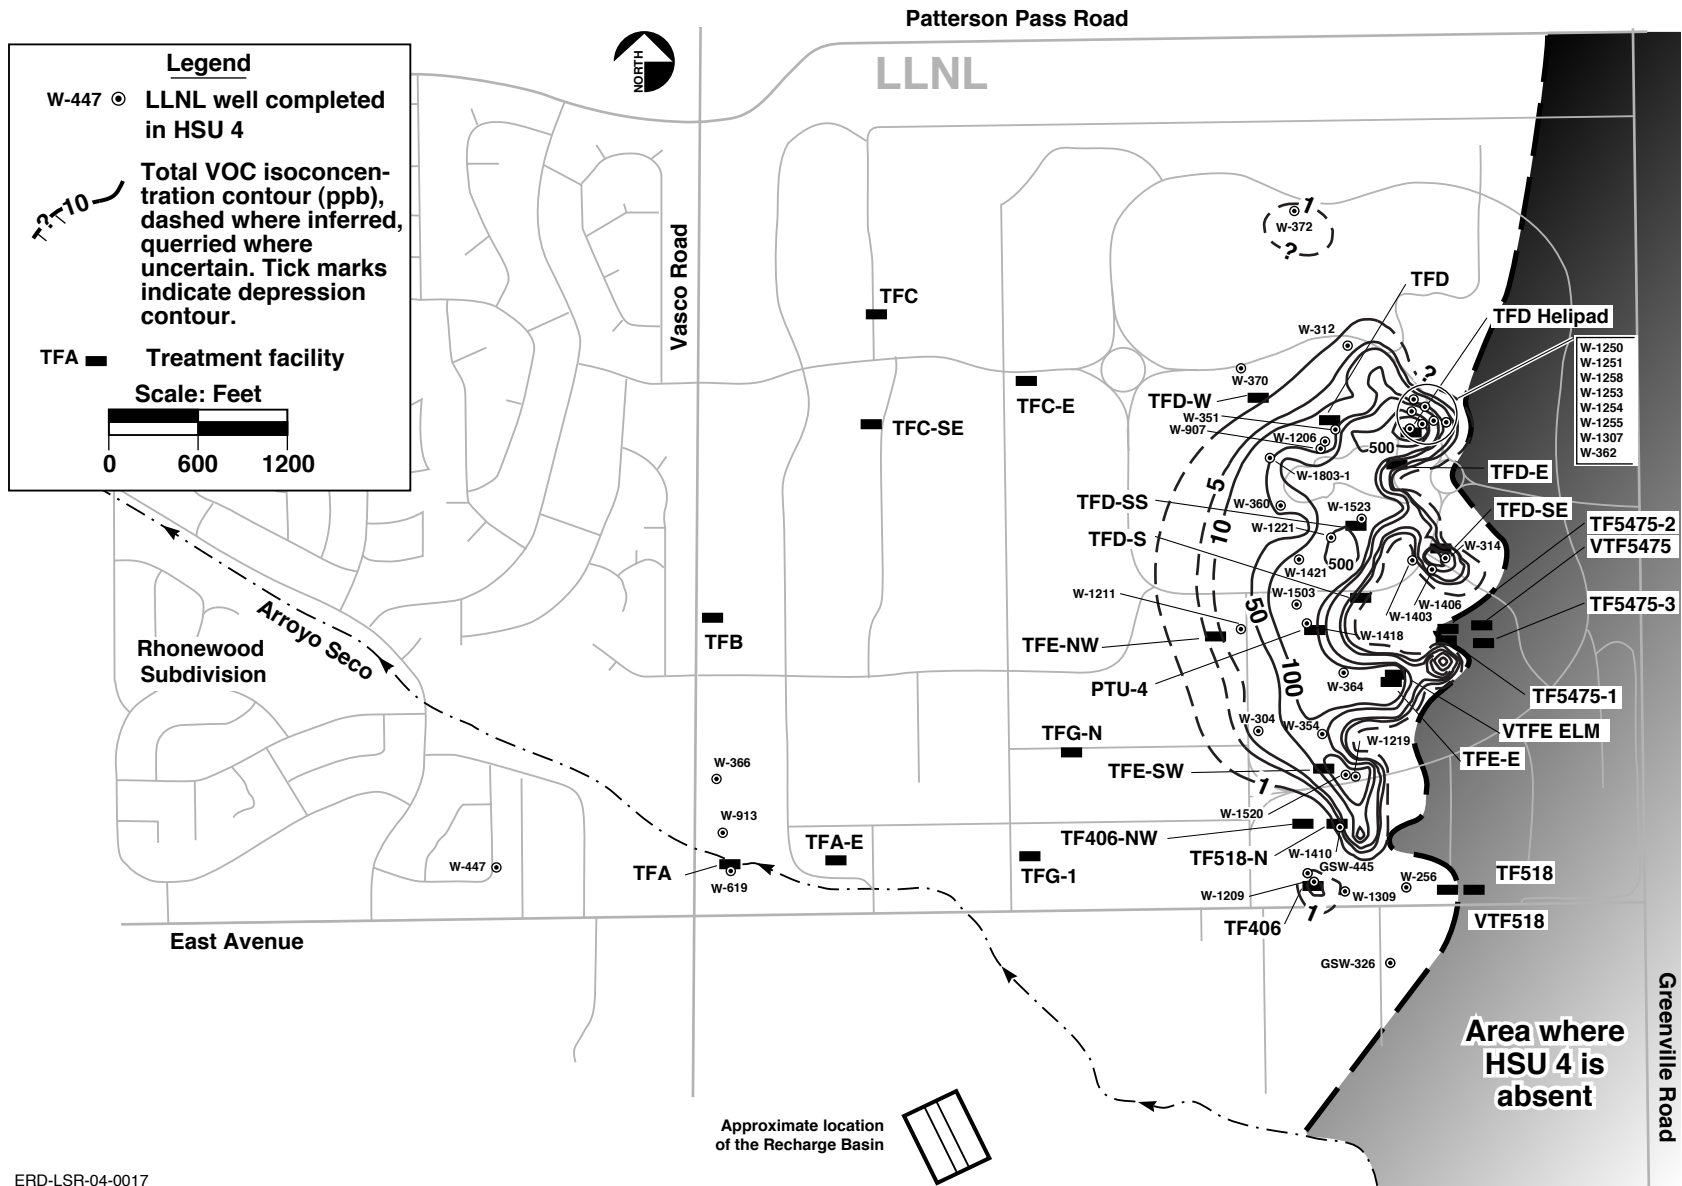 Patterson Pass Road
Legend
W-447
LLNL well completed
in HSU 4
?
10
Total VOC isoconcen-
tration contour (ppb),
dashed where inferred,
querried where
uncertain. Tick marks
indicate depression
contour.
TFA
Treatment facility
Scale: Feet
0 600 1200
NORTH
LLNL
Vasco Road
1
W-372
?
TFC
TFD
TFD Helipad
W-312
W-1250
W-1251
W-1258
W-1253
W-1254
W-1255
W-1307
W-362
?
W-370
TFC-E
TFD-W
W-351
W-907
W-1206
TFC-SE
500
TFD-E
W-1803-1
5
TFD-SS
W-360
W-1523
TFD-SE
10
W-1221
TF5475-2
TFD-S
VTF5475
W-314
500
W-1421
W-1211
W-1503
50
W-1406
W-1403
TF5475-3
Arroyo Seco
TFB
TFE-NW
W-1418
Rhonewood
Subdivision
PTU-4
100
W-364
TF5475-1
W-304
W-354
VTFE ELM
TFG-N
W-1219
TFE-E
W-366
TFE-SW
1
W-1520
W-913
TFA-E
TF406-NW
TF518-N
W-1410
GSW-445
W-447
TFA
W-619
TFG-1
W-1209
W-1309
W-256
TF518
1
TF406
VTF518
East Avenue
GSW-326
Greenville Road
Area where
HSU 4 is
absent
Approximate location
of the Recharge Basin
ERD-LSR-04-0017